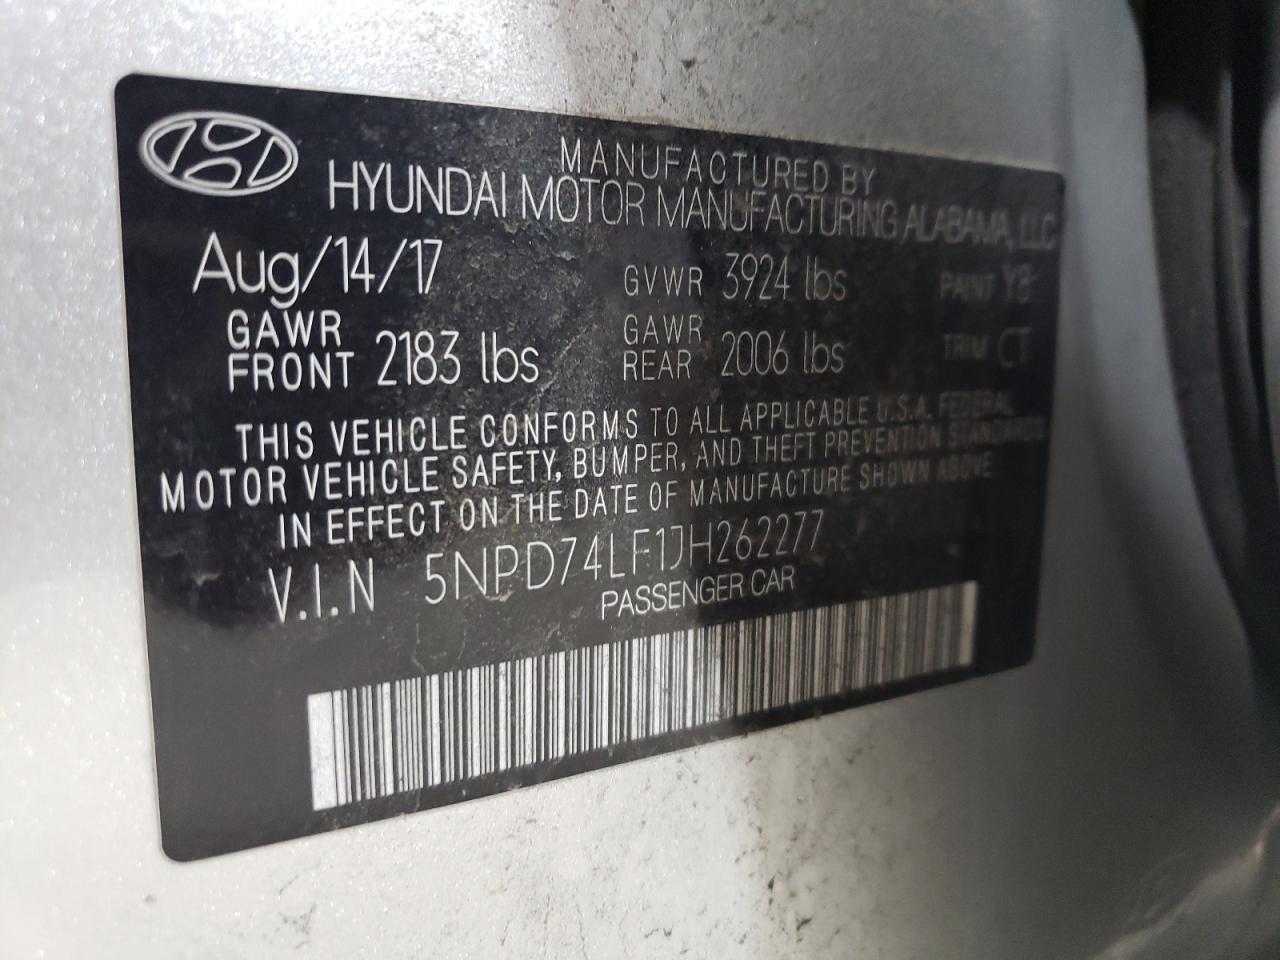 MANUFACTURED BY
HYUNDAI MOTOR MANUFACTURING ALABAMA, LLC
Aug/14/17 GVWR 3924 lbs PAINT
GAWR FRONT 2183 lbs GAWR REAR 2006 lbs TRIM CT
THIS VEHICLE CONFORMS TO ALL APPLICABLE U.S.A. FEDERAL
MOTOR VEHICLE SAFETY, BUMPER, AND THEFT PREVENTION STANDARDS
IN EFFECT ON THE DATE OF MANUFACTURE SHOWN ABOVE
V.I.N 5NPD74LF1JH262277
PASSENGER CAR